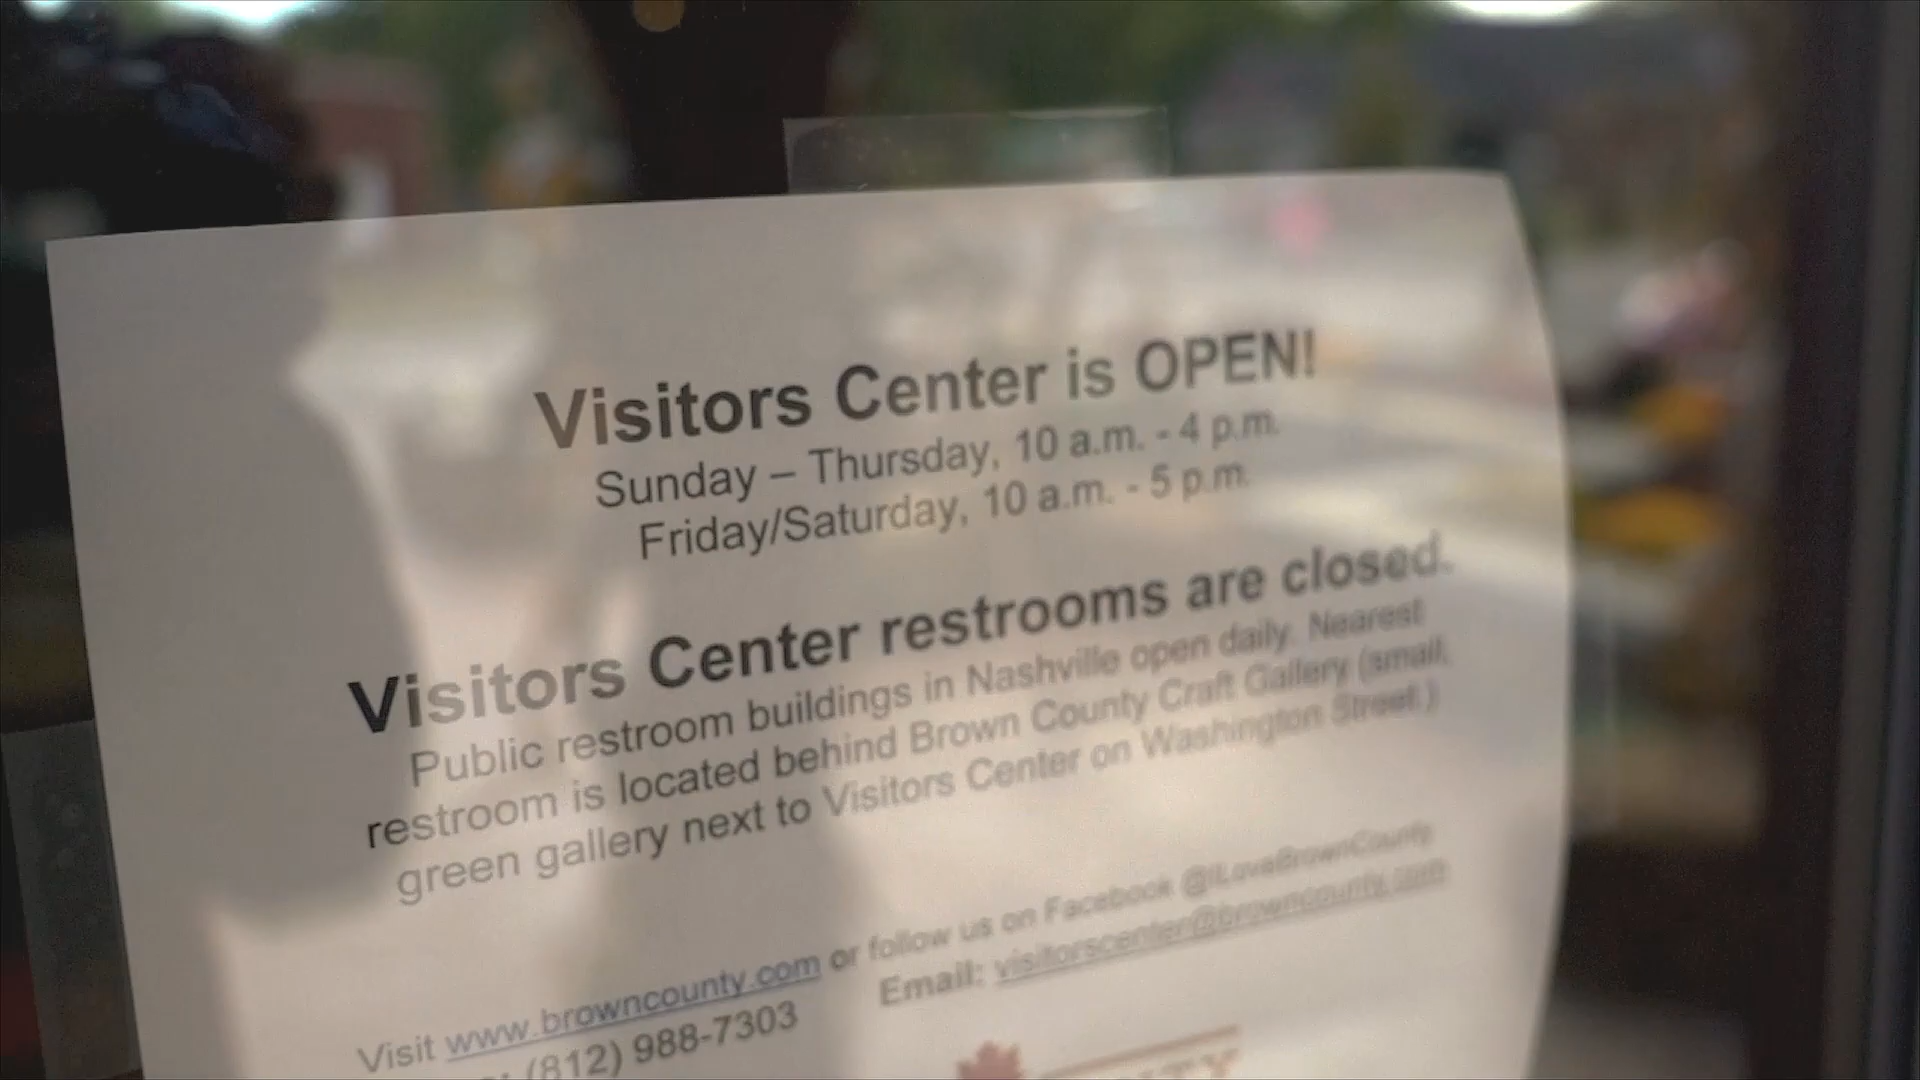 Visitors Center is OPEN!
Sunday – Thursday, 10 a.m. - 4 p.m.
Friday/Saturday, 10 a.m. - 5 p.m.
Visitors Center restrooms are closed.
Public restroom buildings in Nashville open daily. Nearest
restroom is located behind Brown County Craft Gallery (small,
green gallery next to Visitors Center on Washington Street.)
Visit www.browncounty.com or follow us on Facebook @ILoveBrownCounty
(812) 988-7303 Email: visitorscenter@browncounty.com